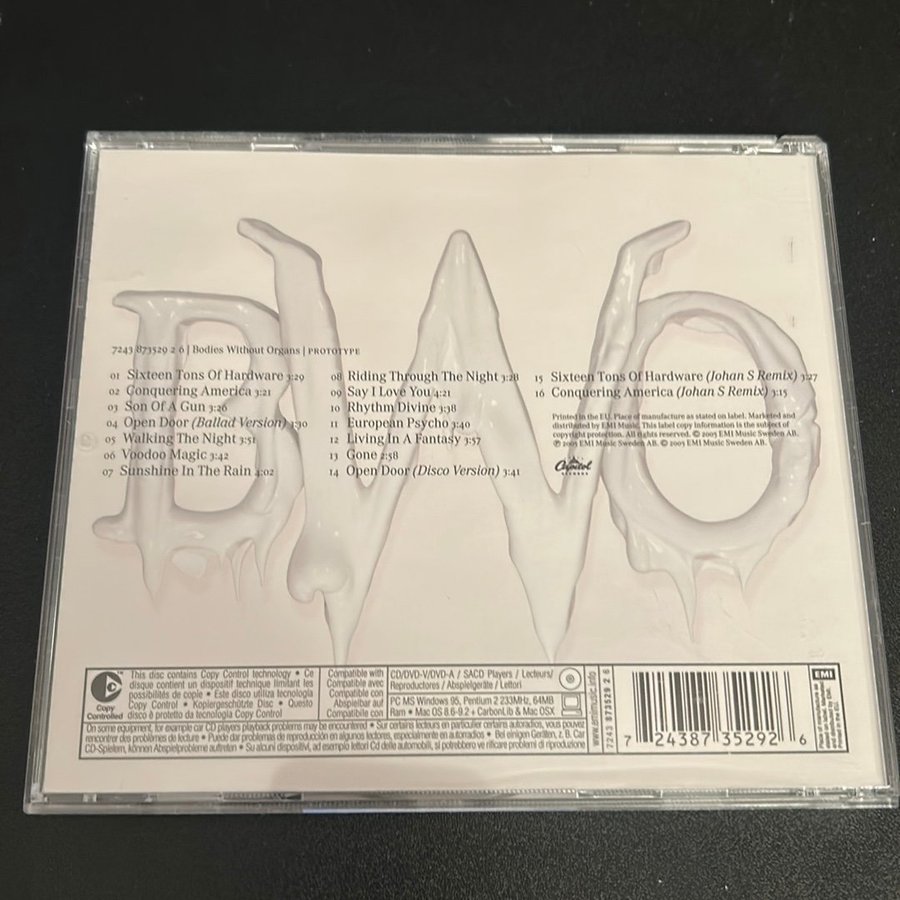 BWO
7243 873529 2 6 | Bodies Without Organs | PROTOTYPE
01 Sixteen Tons Of Hardware 3:29
02 Conquering America 3:21
03 Son Of A Gun 3:26
04 Open Door (Ballad Version) 3:30
05 Walking The Night 3:51
06 Voodoo Magic 3:42
07 Sunshine In The Rain 4:02
08 Riding Through The Night 3:28
09 Say I Love You 4:21
10 Rhythm Divine 3:38
11 European Psycho 3:40
12 Living In A Fantasy 3:57
13 Gone 2:58
14 Open Door (Disco Version) 3:41
15 Sixteen Tons Of Hardware (Johan S Remix) 3:27
16 Conquering America (Johan S Remix) 3:15
Printed in the EU. Place of manufacture as stated on label. Marketed and
distributed by EMI Music. This label copy information is the subject of
copyright protection. All rights reserved. © 2005 EMI Music Sweden AB.
℗ 2005 EMI Music Sweden AB. © 2005 EMI Music Sweden AB.
Capitol
RECORDS
Copy
Controlled
This disc contains Copy Control technology • Ce
disque contient un dispositif technique limitant les
possibilités de copie • Este disco utiliza tecnología
Copy Control • Kopiergeschützte Disc • Questo
disco è protetto da tecnologia Copy Control
Compatible with
Compatible avec
Compatible con
Abspielbar auf
Compatibile con
CD/DVD-V/DVD-A / SACD Players / Lecteurs/
Reproductores / Abspielgeräte / Lettori
PC MS Windows 95, Pentium 2 233MHz, 64MB
Ram • Mac OS 8.6-9.2 + CarbonLib & Mac OSX
On some equipment, for example car CD players, playback problems may be encountered • Sur certains lecteurs en particulier certains autoradios, vous pouvez
rencontrer des problèmes de lecture • Puede dar problemas de reproducción en algunos lectores, especialmente en autoradios • Bei einigen Geräten, z. B. Car
CD-Spielern, können Abspielprobleme auftreten • Su alcuni dispositivi, ad esempio lettori Cd delle automobili, si potrebbero verificare problemi di riproduzione
www.emimusic.info
7243 873529 2 6
7 24387 35292 6
EMI